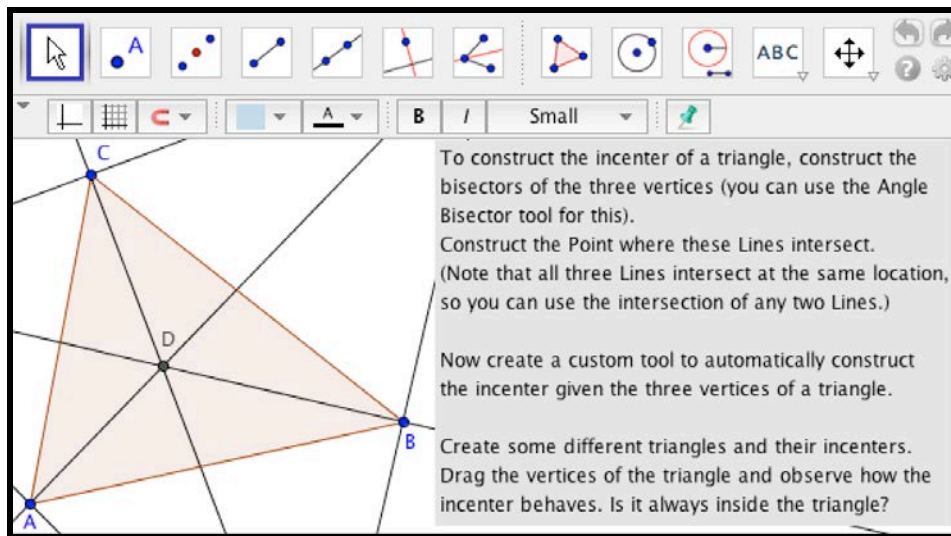 A
ABC
A
B
I
Small
C
To construct the incenter of a triangle, construct the
bisectors of the three vertices (you can use the Angle
Bisector tool for this).
Construct the Point where these Lines intersect.
(Note that all three Lines intersect at the same location,
so you can use the intersection of any two Lines.)
D
Now create a custom tool to automatically construct
the incenter given the three vertices of a triangle.
B
Create some different triangles and their incenters.
Drag the vertices of the triangle and observe how the
incenter behaves. Is it always inside the triangle?
A